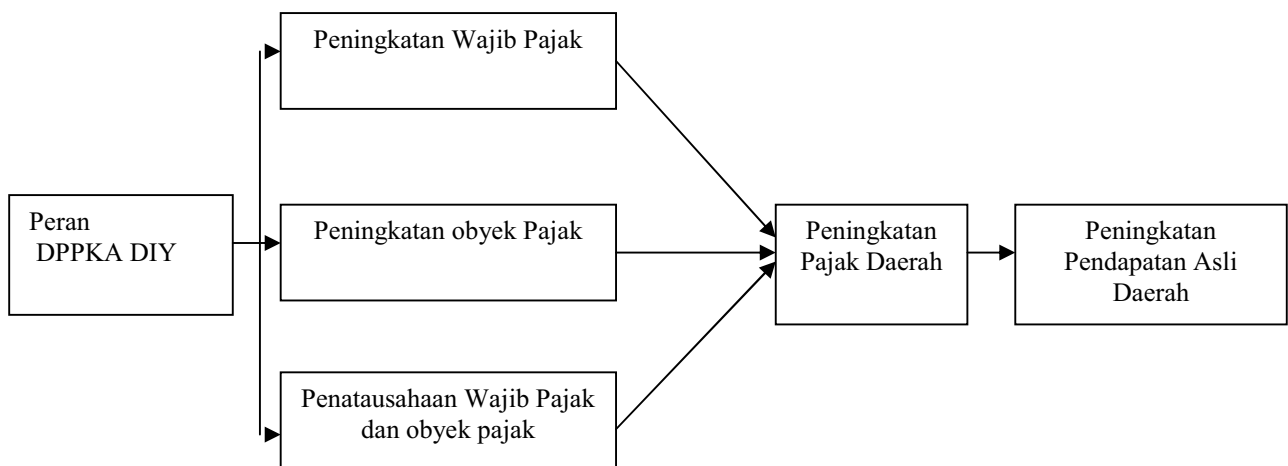 Peningkatan Wajib Pajak
Peran
DPPKA DIY
Peningkatan obyek Pajak
Peningkatan
Pajak Daerah
Peningkatan
Pendapatan Asli
Daerah
Penatausahaan Wajib Pajak
dan obyek pajak